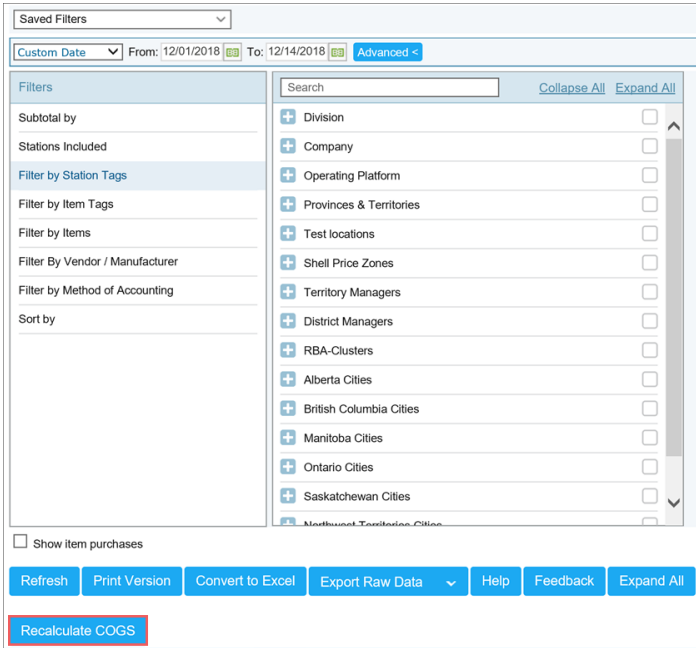 Saved Filters
Custom Date From: 12/01/2018 To: 12/14/2018 Advanced <
Filters
Search Collapse All Expand All
Subtotal by
Stations Included
Filter by Station Tags
Filter by Item Tags
Filter by Items
Filter By Vendor / Manufacturer
Filter by Method of Accounting
Sort by
Division
Company
Operating Platform
Provinces & Territories
Test locations
Shell Price Zones
Territory Managers
District Managers
RBA-Clusters
Alberta Cities
British Columbia Cities
Manitoba Cities
Ontario Cities
Saskatchewan Cities
Northwest Territories Cities
Show item purchases
Refresh Print Version Convert to Excel Export Raw Data Help Feedback Expand All
Recalculate COGS